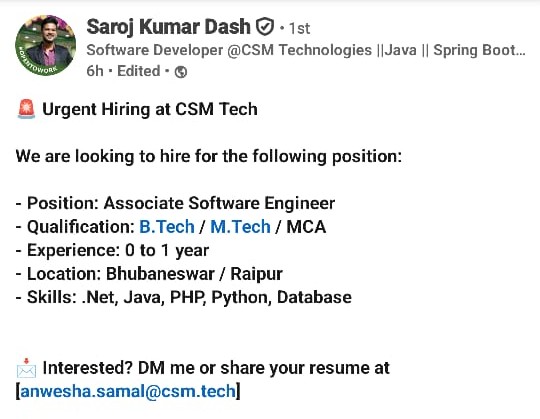 Saroj Kumar Dash · 1st
Software Developer @CSM Technologies ||Java || Spring Boot...
6h • Edited •
#OPENTOWORK
🚨 Urgent Hiring at CSM Tech
We are looking to hire for the following position:
- Position: Associate Software Engineer
- Qualification: B.Tech / M.Tech / MCA
- Experience: 0 to 1 year
- Location: Bhubaneswar / Raipur
- Skills: .Net, Java, PHP, Python, Database
📩 Interested? DM me or share your resume at
[anwesha.samal@csm.tech]